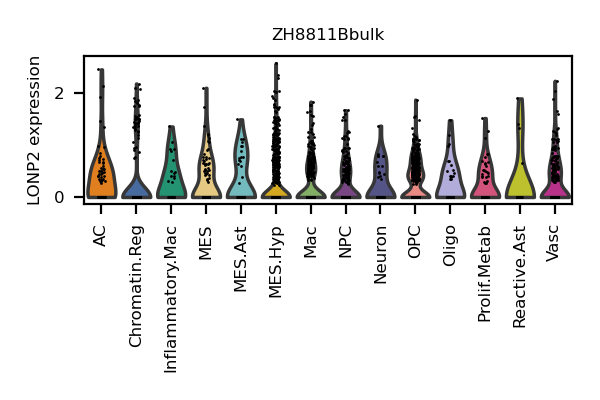 ZH8811Bbulk
LONP2 expression
2
0
AC
Chromatin.Reg
Inflammatory.Mac
MES
MES.Ast
MES.Hyp
Mac
NPC
Neuron
OPC
Oligo
Prolif.Metab
Reactive.Ast
Vasc